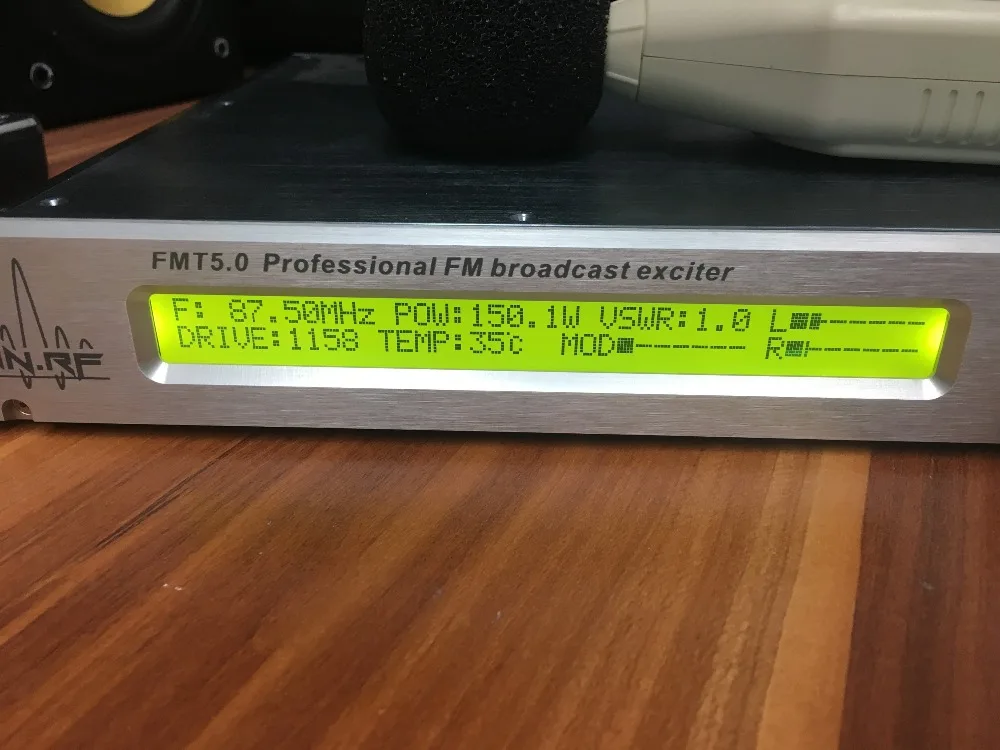 FMT5.0 Professional FM broadcast exciter
F: 87.50MHz POW:150.1W VSWR:1.0 L
DRIVE:1158 TEMP:35c MOD R
N.RF